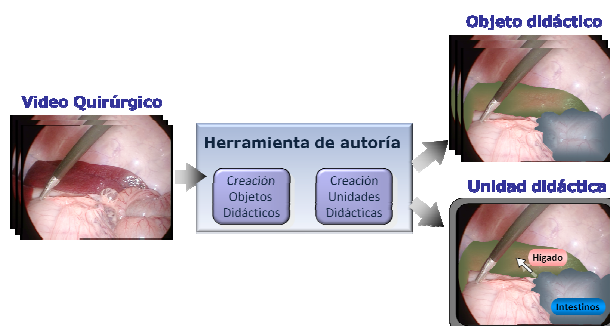 Objeto didáctico
Video Quirúrgico
Herramienta de autoría
Creación
Objetos
Didácticos
Creación
Unidades
Didácticas
Unidad didáctica
Hígado
Intestinos